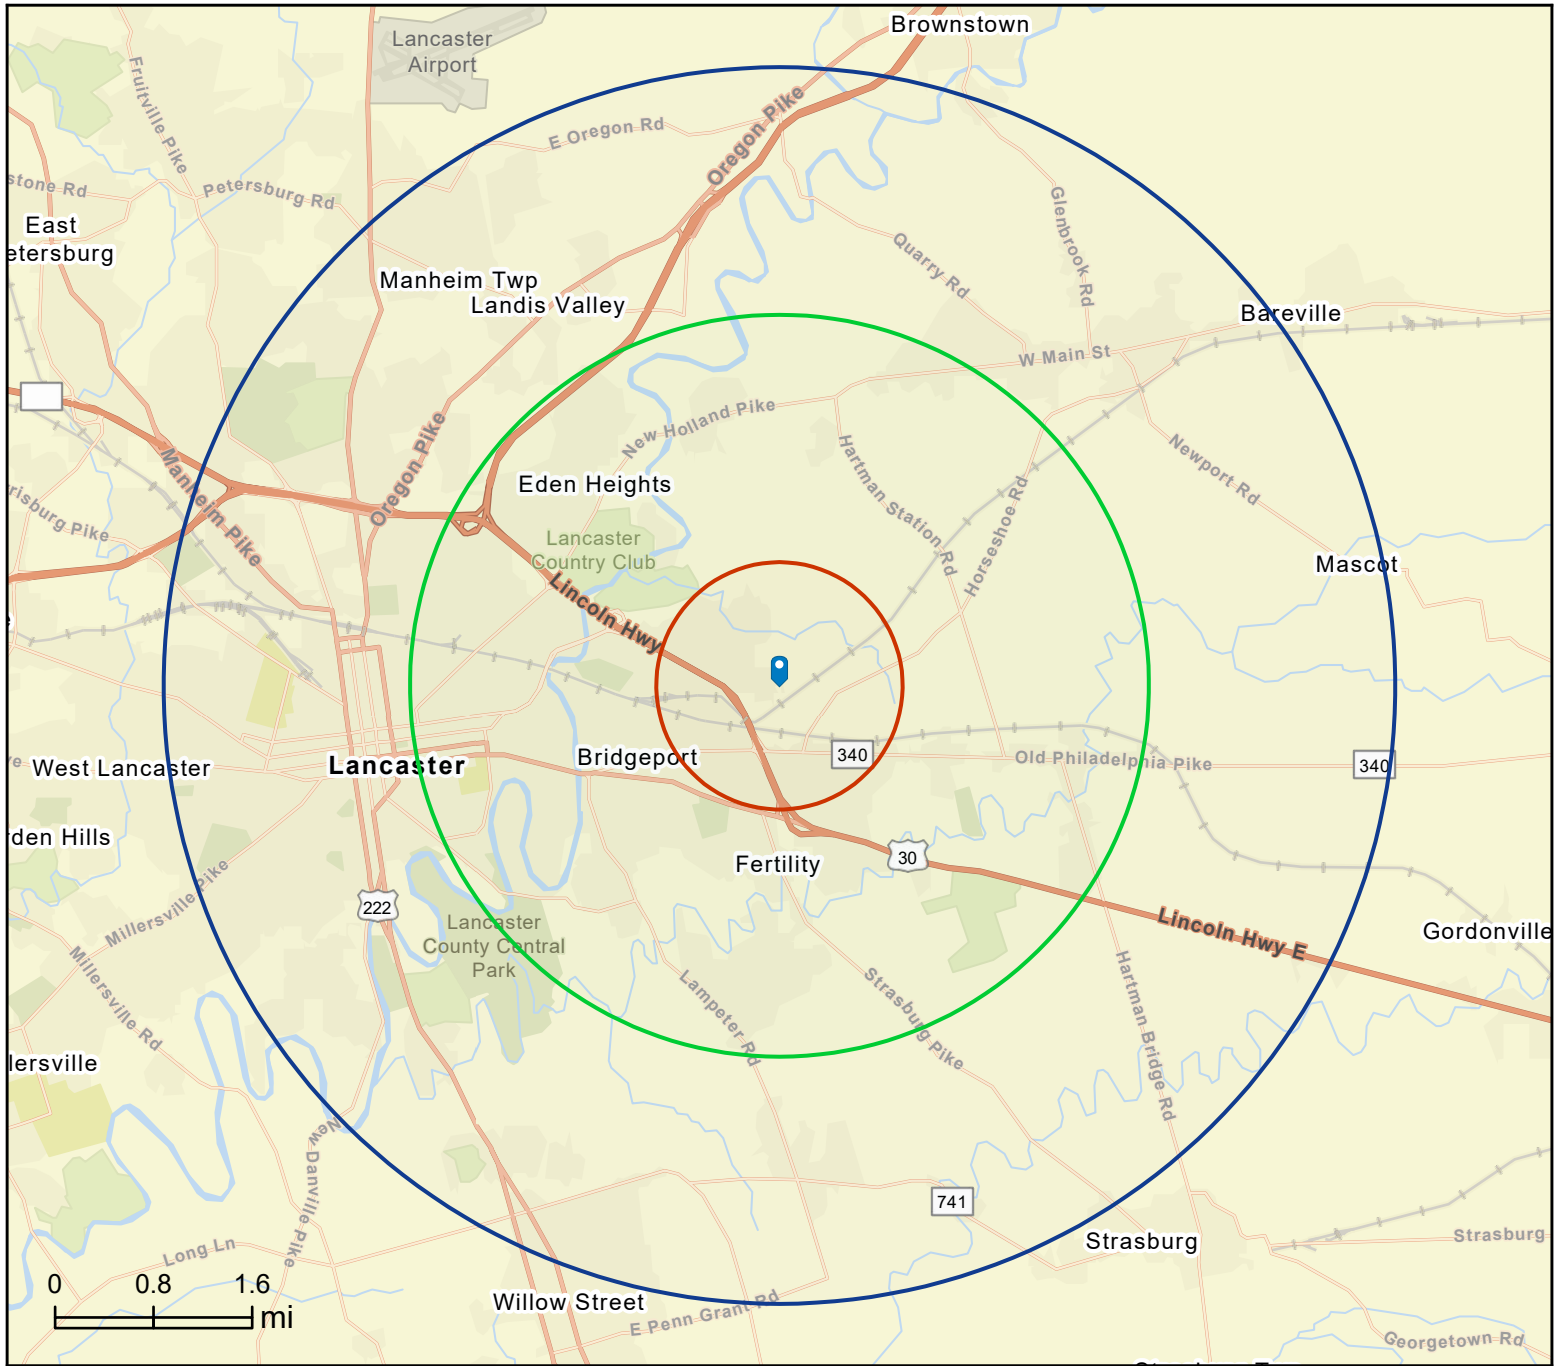 Brownstown
Lancaster
Airport
Fruitville Pike
Oregon Pike
E Oregon Rd
stone Rd
Petersburg Rd
East
etersburg
Glenbrook Rd
Quarry Rd
Manheim Twp
Landis Valley
Bareville
W Main St
New Holland Pike
Oregon Pike
Hartman Station Rd
Newport Rd
Manheim Pike
Eden Heights
risburg Pike
Horseshoe Rd
Lancaster
Country Club
Mascot
Lincoln Hwy
Bridgeport
340
Old Philadelphia Pike
340
West Lancaster
Lancaster
rden Hills
Fertility
30
Millersville Pike
222
Lancaster
County Central
Park
Lincoln Hwy E
Gordonville
Millersville Rd
Lampeter Rd
Strasburg Pike
Hartman Bridge Rd
lersville
New Danville Pike
741
Strasburg
Strasburg
Long Ln
0 0.8 1.6
mi
Willow Street
E Penn Grant Rd
Georgetown Rd